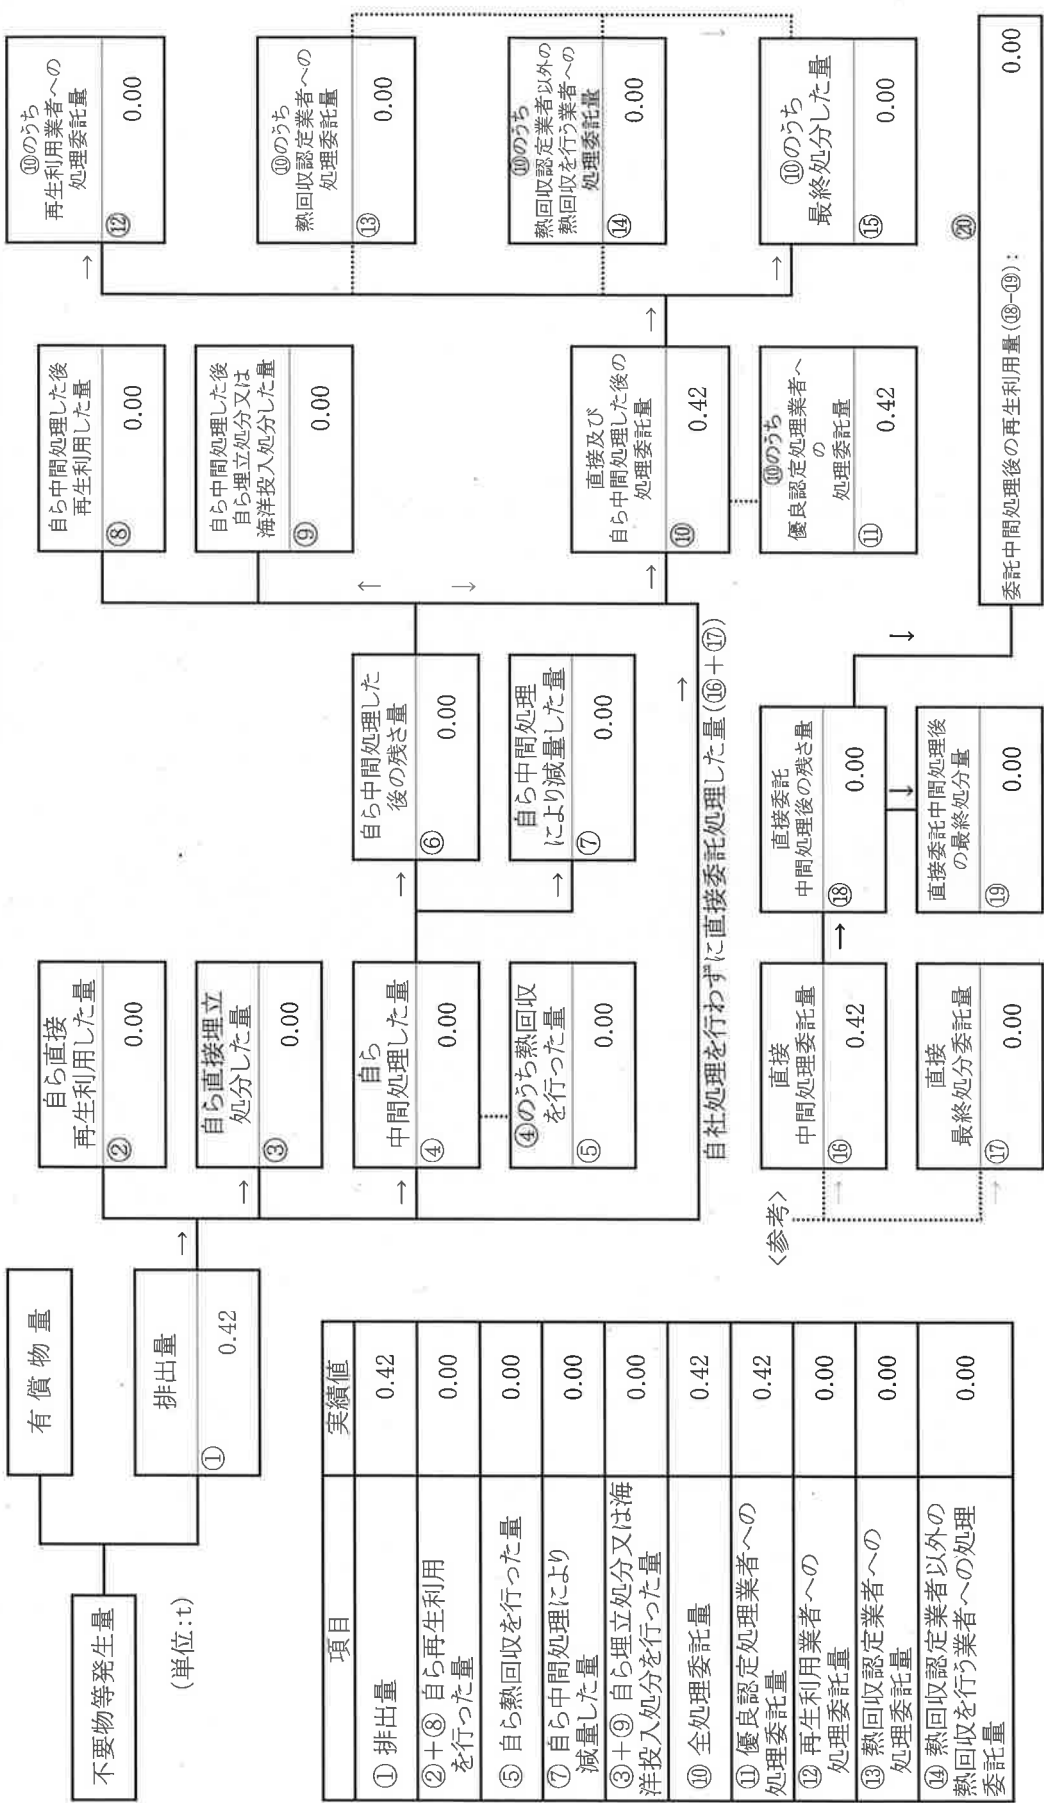 不要物等発生量
有償物量
排出量
①
0.42
(単位:t)
自ら直接
再生利用した量
②
0.00
自ら直接埋立
処分した量
③
0.00
自ら
中間処理した量
④
0.00
④のうち熱回収
を行った量
⑤
0.00
自ら中間処理した
後の残さ量
⑥
0.00
自ら中間処理
により減量した量
⑦
0.00
自ら中間処理した後
再生利用した量
⑧
0.00
自ら中間処理した後
自ら埋立処分又は
海洋投入処分した量
⑨
0.00
直接及び
自ら中間処理した後の
処理委託量
⑩
0.42
⑩のうち
優良認定処理業者へ
の
処理委託量
⑪
0.42
⑩のうち
再生利用業者への
処理委託量
⑫
0.00
⑩のうち
熱回収認定業者への
処理委託量
⑬
0.00
⑩のうち
熱回収認定業者以外の
熱回収を行う業者への
処理委託量
⑭
0.00
⑩のうち
最終処分した量
⑮
0.00
自社処理を行わずに直接委託処理した量(⑯+⑰)
<参考>
直接
中間処理委託量
⑯
0.42
直接
最終処分委託量
⑰
0.00
直接委託
中間処理後の残さ量
⑱
0.00
直接委託中間処理後
の最終処分量
⑲
0.00
⑳
委託中間処理後の再生利用量(⑱-⑲):
0.00
項目 実績値
① 排出量 0.42
②+⑧ 自ら再生利用
を行った量 0.00
⑤ 自ら熱回収を行った量 0.00
⑦ 自ら中間処理により
減量した量 0.00
③+⑨ 自ら埋立処分又は海
洋投入処分を行った量 0.00
⑩ 全処理委託量 0.42
⑪ 優良認定処理業者への
処理委託量 0.42
⑫ 再生利用業者への
処理委託量 0.00
⑬ 熱回収認定業者への
処理委託量 0.00
⑭ 熱回収認定業者以外の
熱回収を行う業者への処理
委託量 0.00